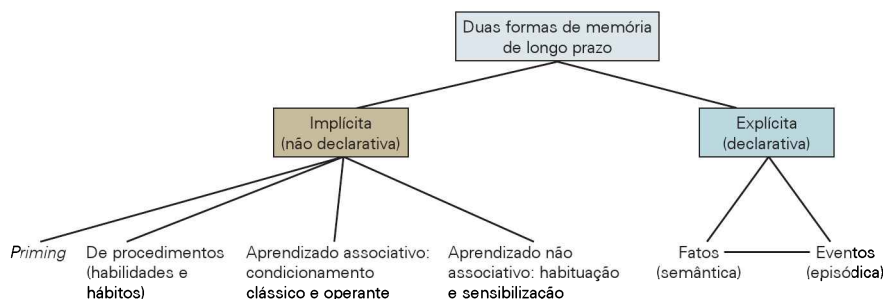 Duas formas de memória
de longo prazo
Implícita
(não declarativa)
Explícita
(declarativa)
Priming
De procedimentos
(habilidades e
hábitos)
Aprendizado associativo:
condicionamento
clássico e operante
Aprendizado não
associativo: habituação
e sensibilização
Fatos
(semântica)
Eventos
(episódica)